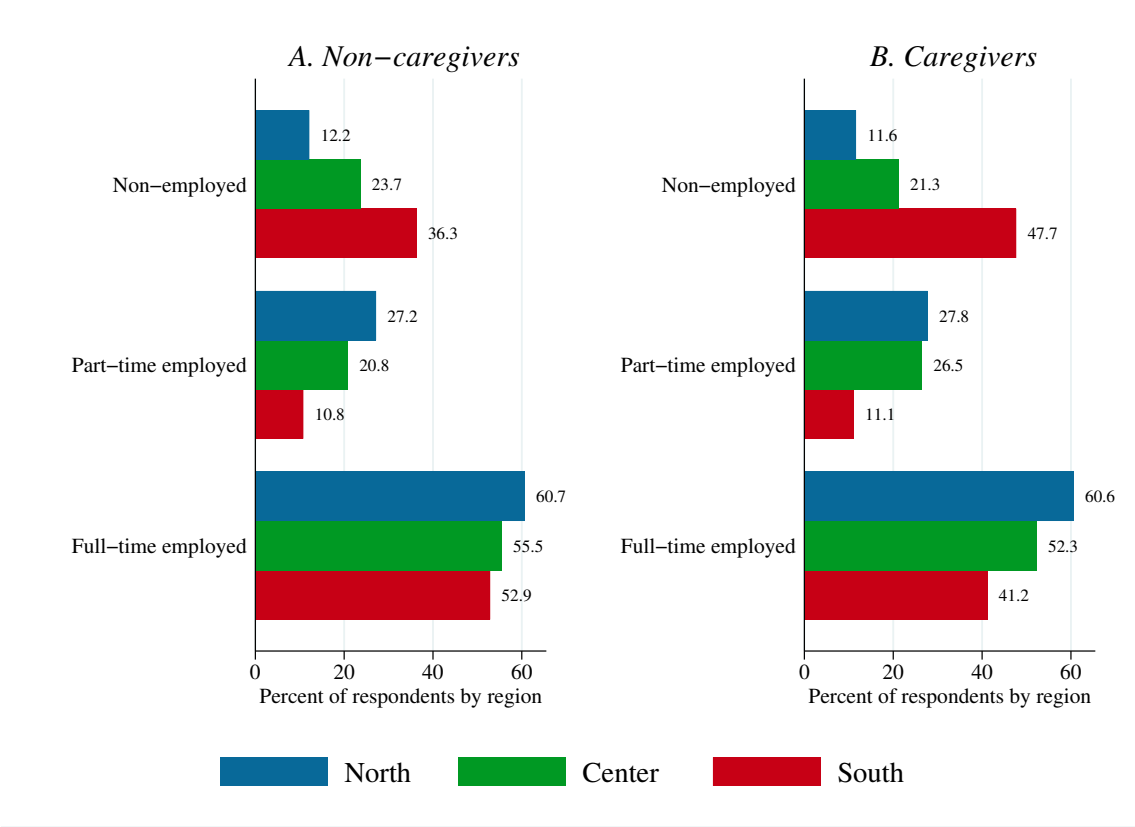 A. Non−caregivers
Non−employed
12.2
23.7
36.3
Part−time employed
27.2
20.8
10.8
Full−time employed
60.7
55.5
52.9
0 20 40 60
Percent of respondents by region
B. Caregivers
Non−employed
11.6
21.3
47.7
Part−time employed
27.8
26.5
11.1
Full−time employed
60.6
52.3
41.2
0 20 40 60
Percent of respondents by region
North Center South